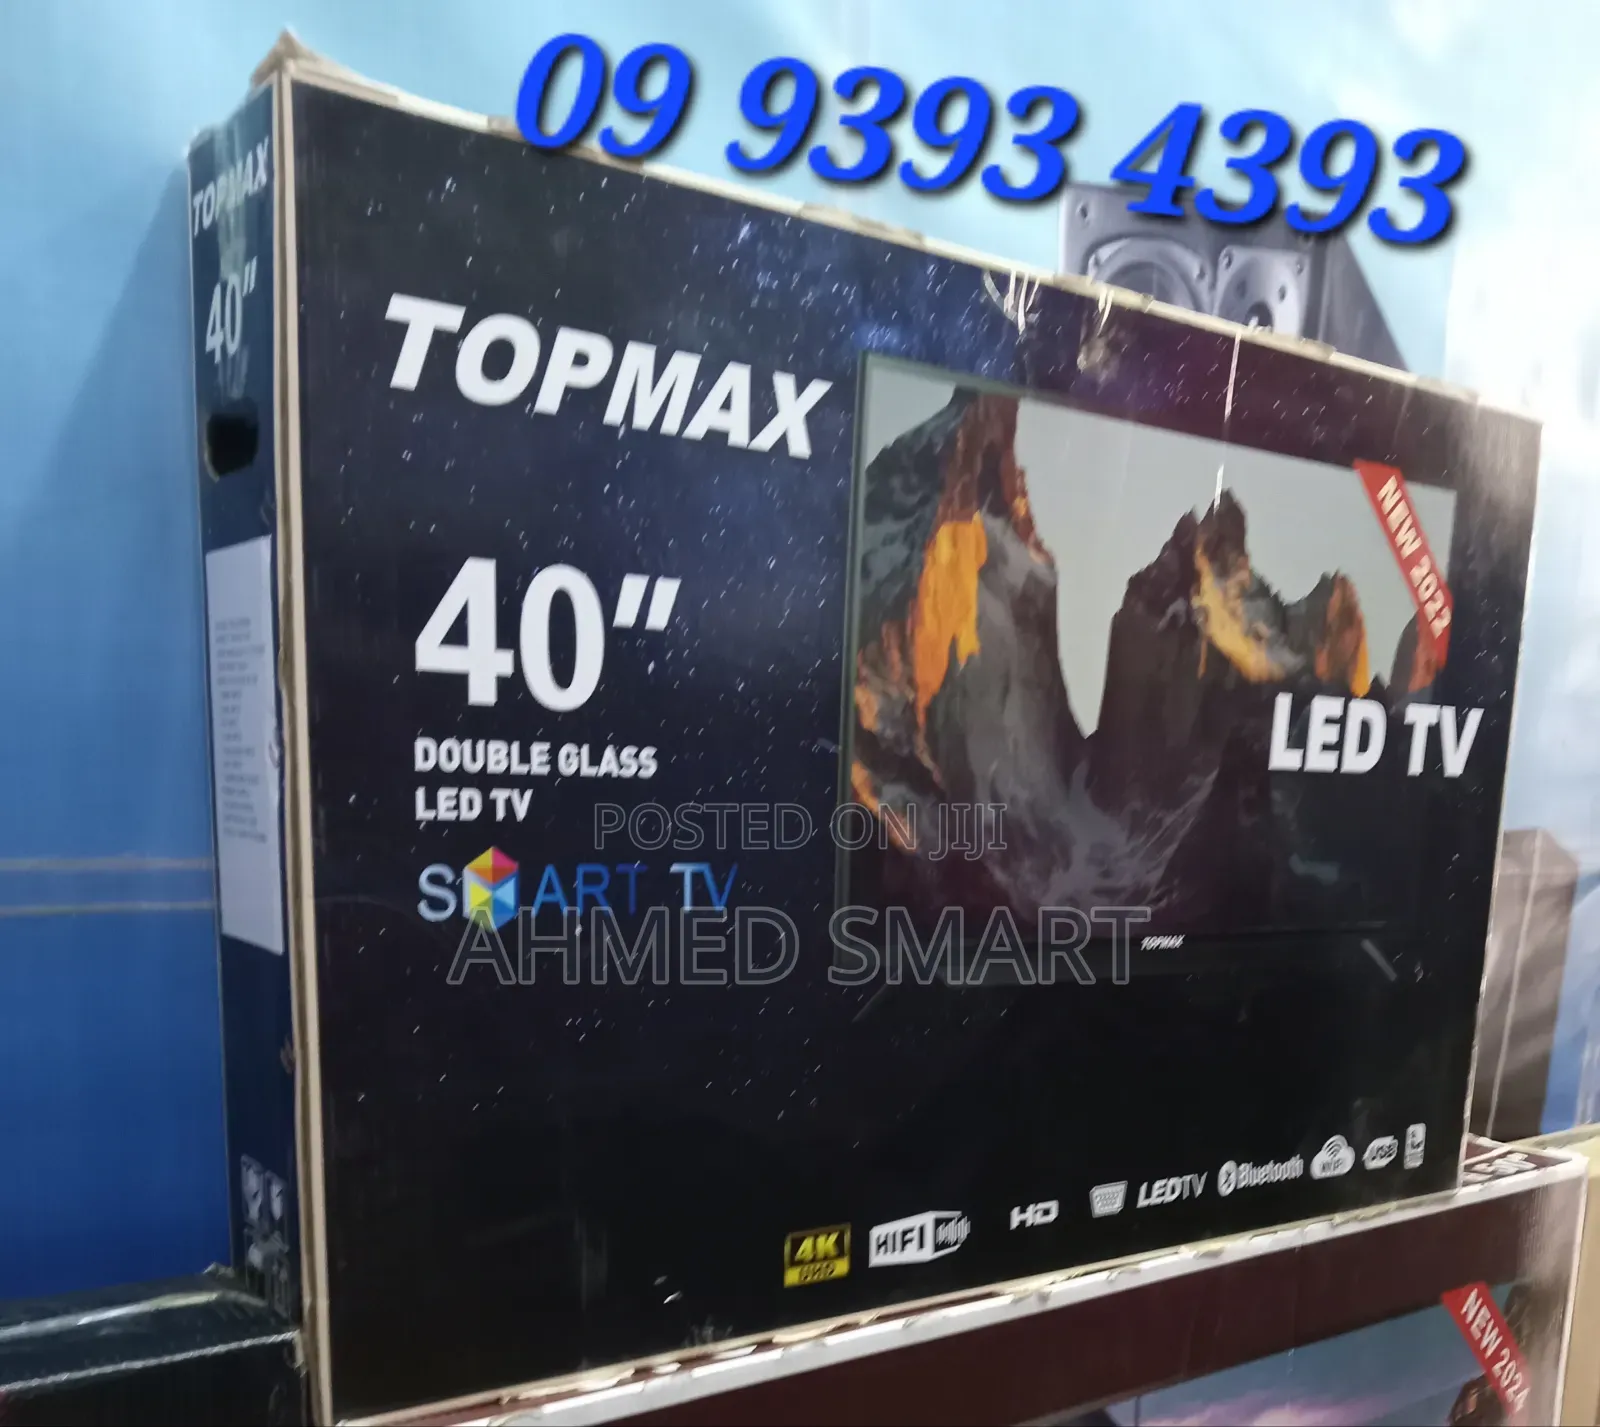 09 9393 4393
TOPMAX
40"
TOPMAX
NEW 2022
40"
LED TV
DOUBLE GLASS
LED TV
POSTED ON JIJI
SMART TV
AHMED SMART
TOPMAX
4K
UHD
HIFI
HD
LEDTV
Bluetooth
USB
NEW 2024